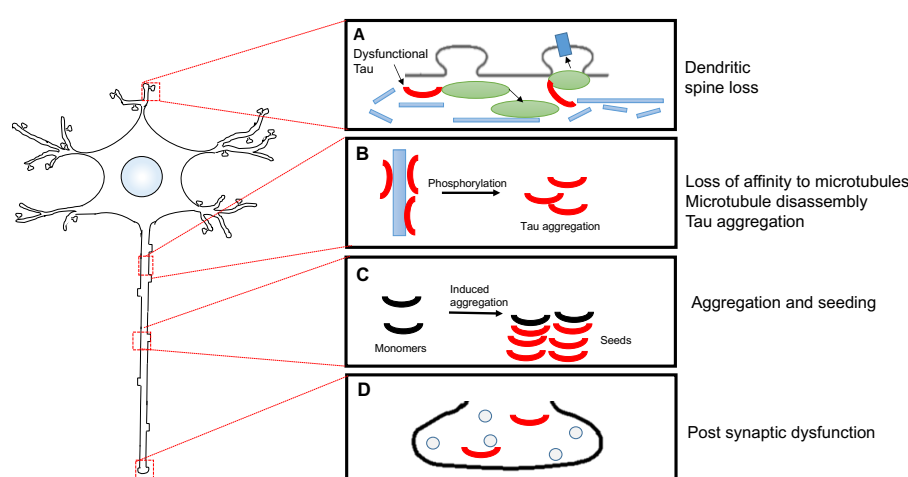 A
Dysfunctional
Tau
Dendritic
spine loss
B
Phosphorylation
Tau aggregation
Loss of affinity to microtubules
Microtubule disassembly
Tau aggregation
C
Induced
aggregation
Monomers
Seeds
Aggregation and seeding
D
Post synaptic dysfunction